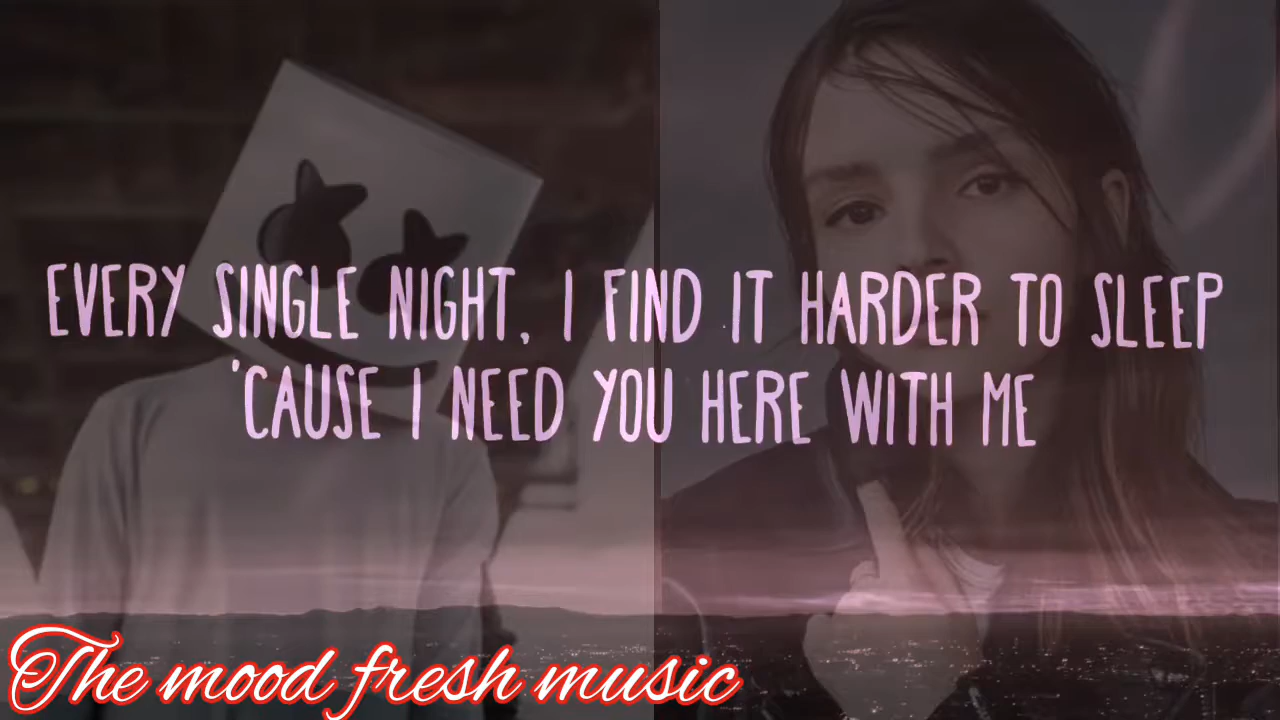 EVERY SINGLE NIGHT, I FIND IT HARDER TO SLEEP
'CAUSE I NEED YOU HERE WITH ME
The mood fresh music